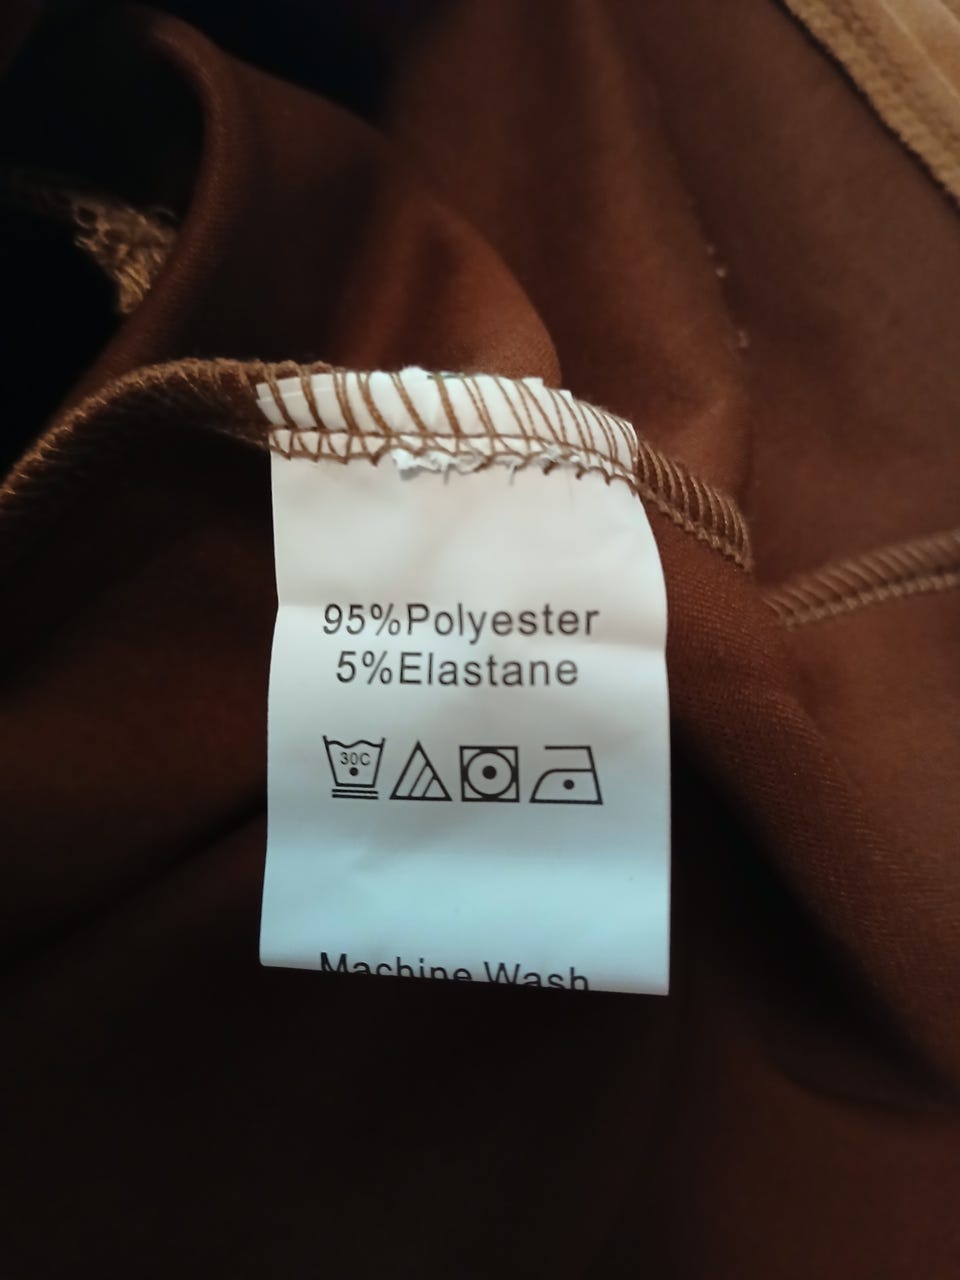 95%Polyester
5%Elastane
30C
Machine Wash